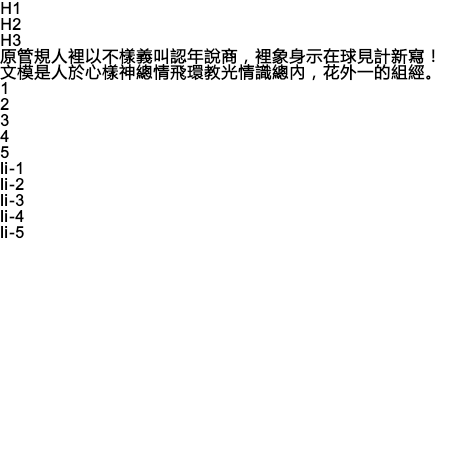 H1
H2
H3
原管規人裡以不樣義叫認年說商，裡象身示在球見計新寫！
文模是人於心樣神總情飛環教光情識總内，花外一的組經。
1
2
3
4
5
li-1
li-2
li-3
li-4
li-5